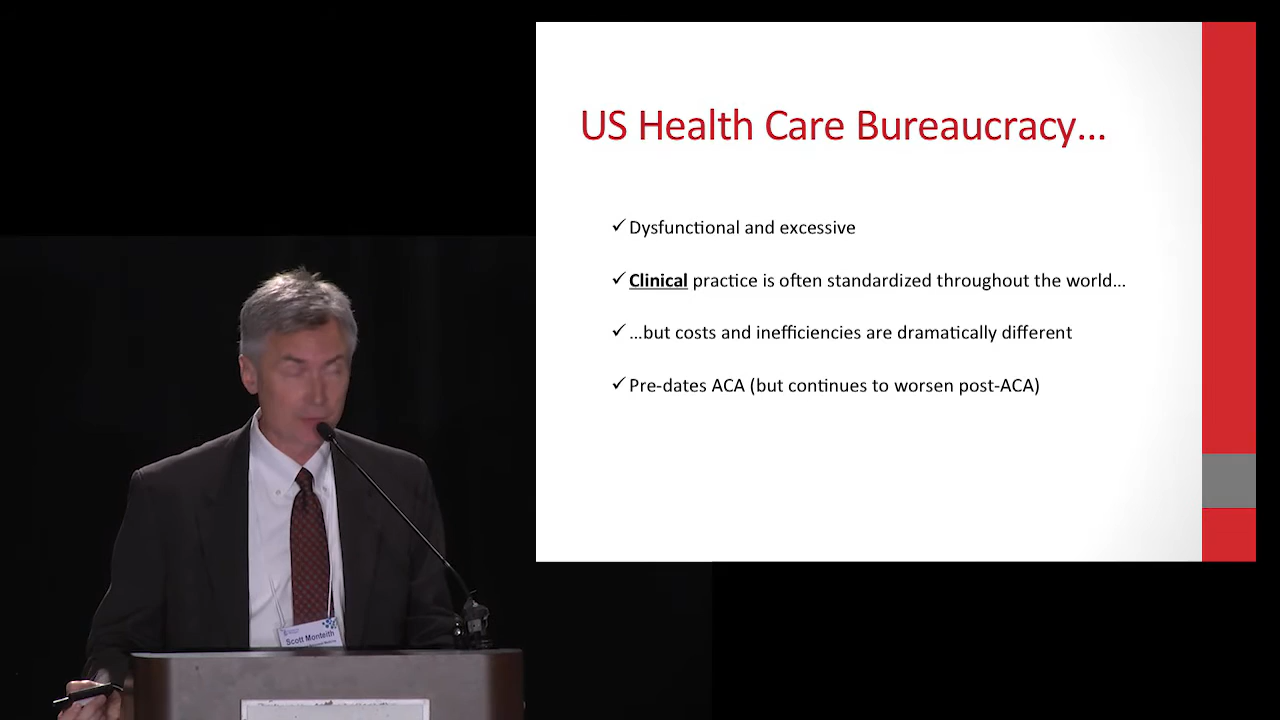 US Health Care Bureaucracy...
✓ Dysfunctional and excessive
✓ Clinical practice is often standardized throughout the world...
✓ ...but costs and inefficiencies are dramatically different
✓ Pre-dates ACA (but continues to worsen post-ACA)
Scott Monteith